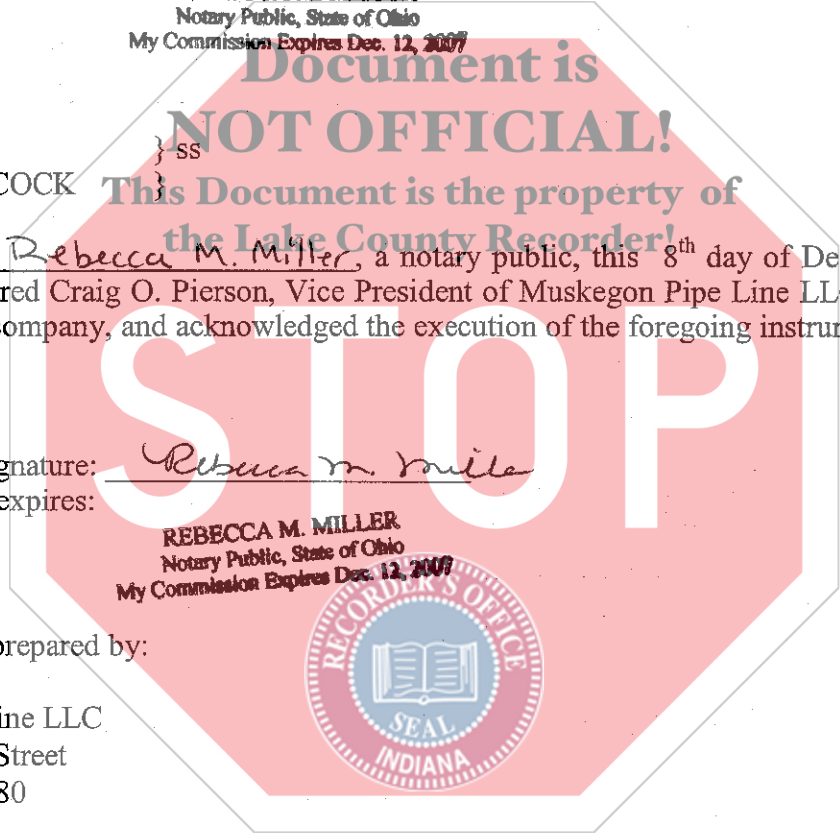 Notary Public, State of Ohio
My Commission Expires Dec. 12, 2007
Document is
NOT OFFICIAL!
} ss
COCK }
This Document is the property of
the Lake County Recorder!
Rebecca M. Miller, a notary public, this 8th day of De
red Craig O. Pierson, Vice President of Muskegon Pipe Line LL
ompany, and acknowledged the execution of the foregoing instrum
STOP
gnature: Rebecca M. Miller
expires:
REBECCA M. MILLER
Notary Public, State of Ohio
My Commission Expires Dec. 12, 2007
RECORDER'S OFFICE
SEAL
INDIANA
prepared by:
ine LLC
Street
80